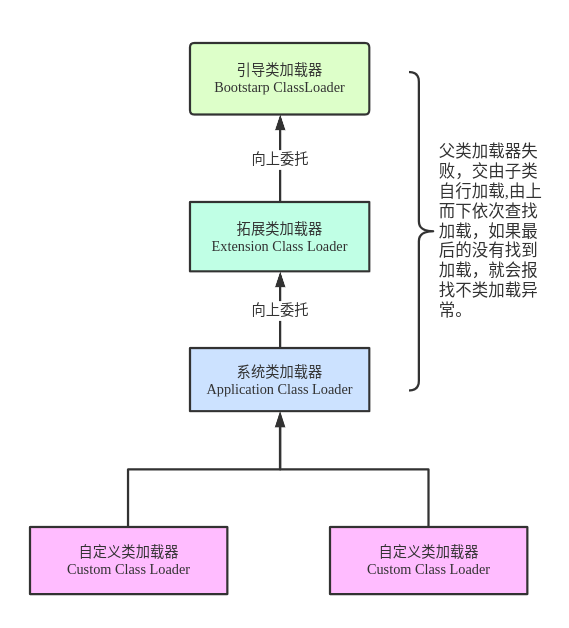 引导类加载器
Bootstarp ClassLoader
向上委托
拓展类加载器
Extension Class Loader
向上委托
系统类加载器
Application Class Loader
自定义类加载器
Custom Class Loader
自定义类加载器
Custom Class Loader
父类加载器失
败，交由子类
自行加载,由上
而下依次查找
加载，如果最
后的没有找到
加载，就会报
找不类加载异
常。